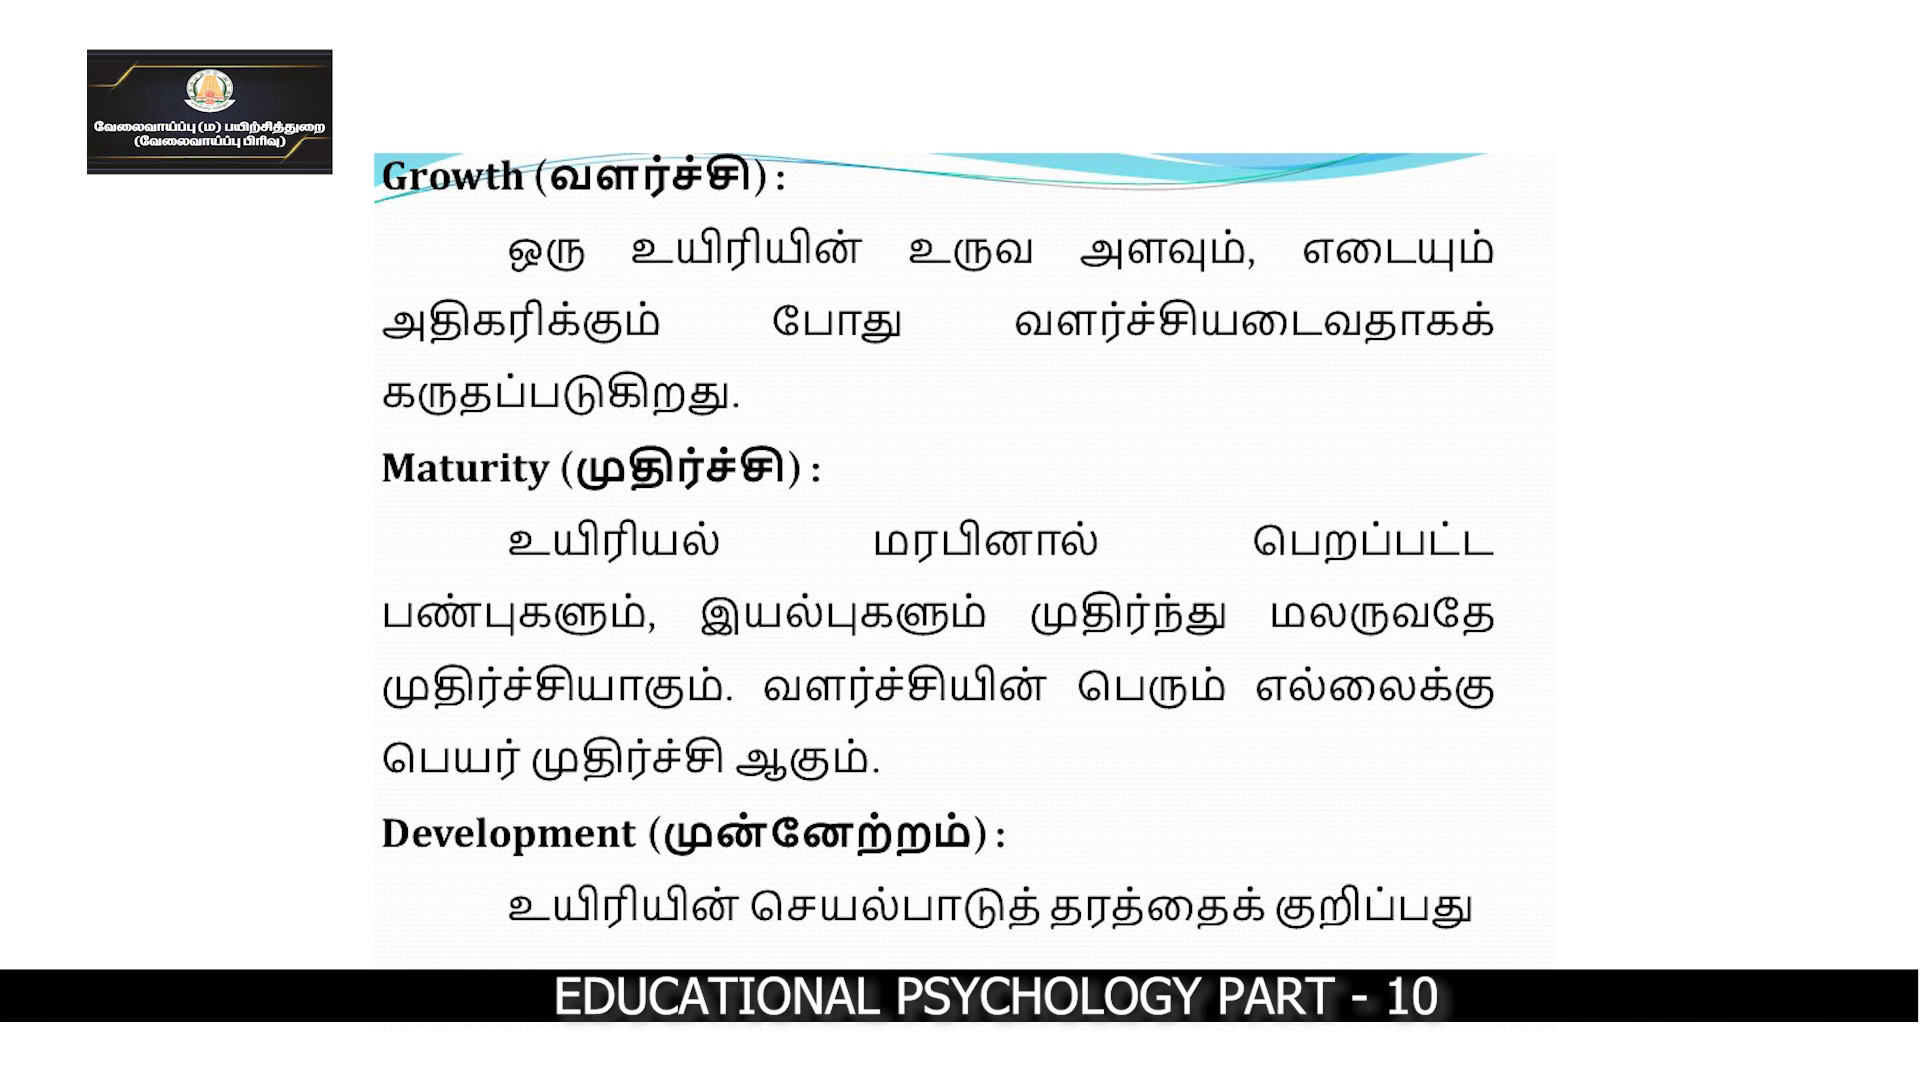 வேலைவாய்ப்பு (ம) பயிற்சித்துறை
(வேலைவாய்ப்பு பிரிவு)
Growth (வளர்ச்சி) :
ஒரு உயிரியின் உருவ அளவும், எடையும்
அதிகரிக்கும் போது வளர்ச்சியடைவதாகக்
கருதப்படுகிறது.
Maturity (முதிர்ச்சி) :
உயிரியல் மரபினால் பெறப்பட்ட
பண்புகளும், இயல்புகளும் முதிர்ந்து மலருவதே
முதிர்ச்சியாகும். வளர்ச்சியின் பெரும் எல்லைக்கு
பெயர் முதிர்ச்சி ஆகும்.
Development (முன்னேற்றம்) :
உயிரியின் செயல்பாடுத் தரத்தைக் குறிப்பது
EDUCATIONAL PSYCHOLOGY PART - 10